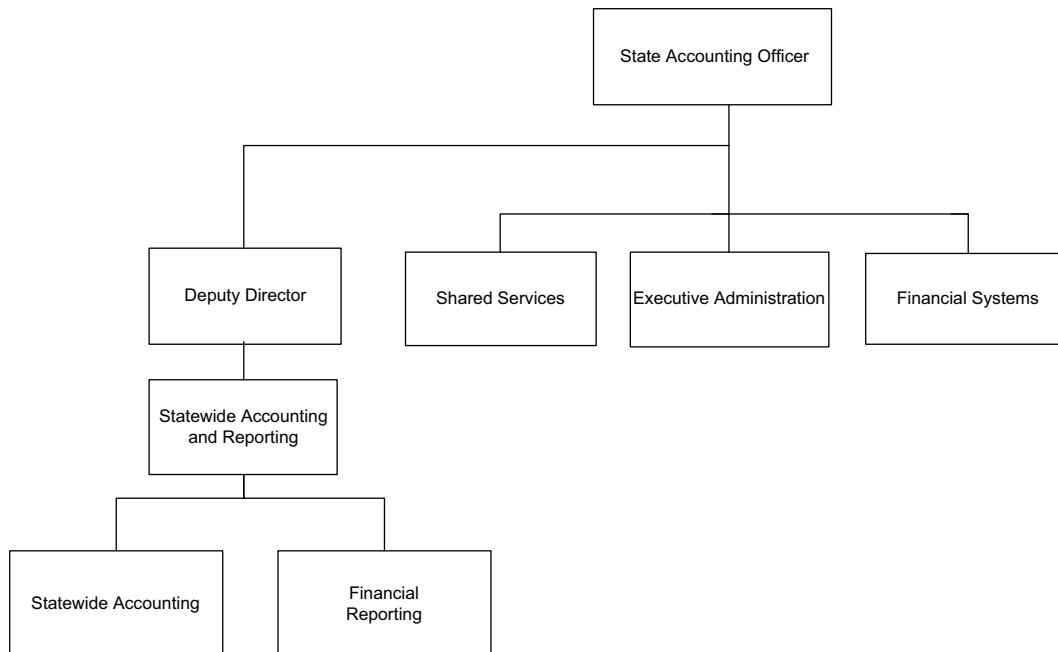 State Accounting Officer
Deputy Director
Shared Services
Executive Administration
Financial Systems
Statewide Accounting
and Reporting
Statewide Accounting
Financial
Reporting